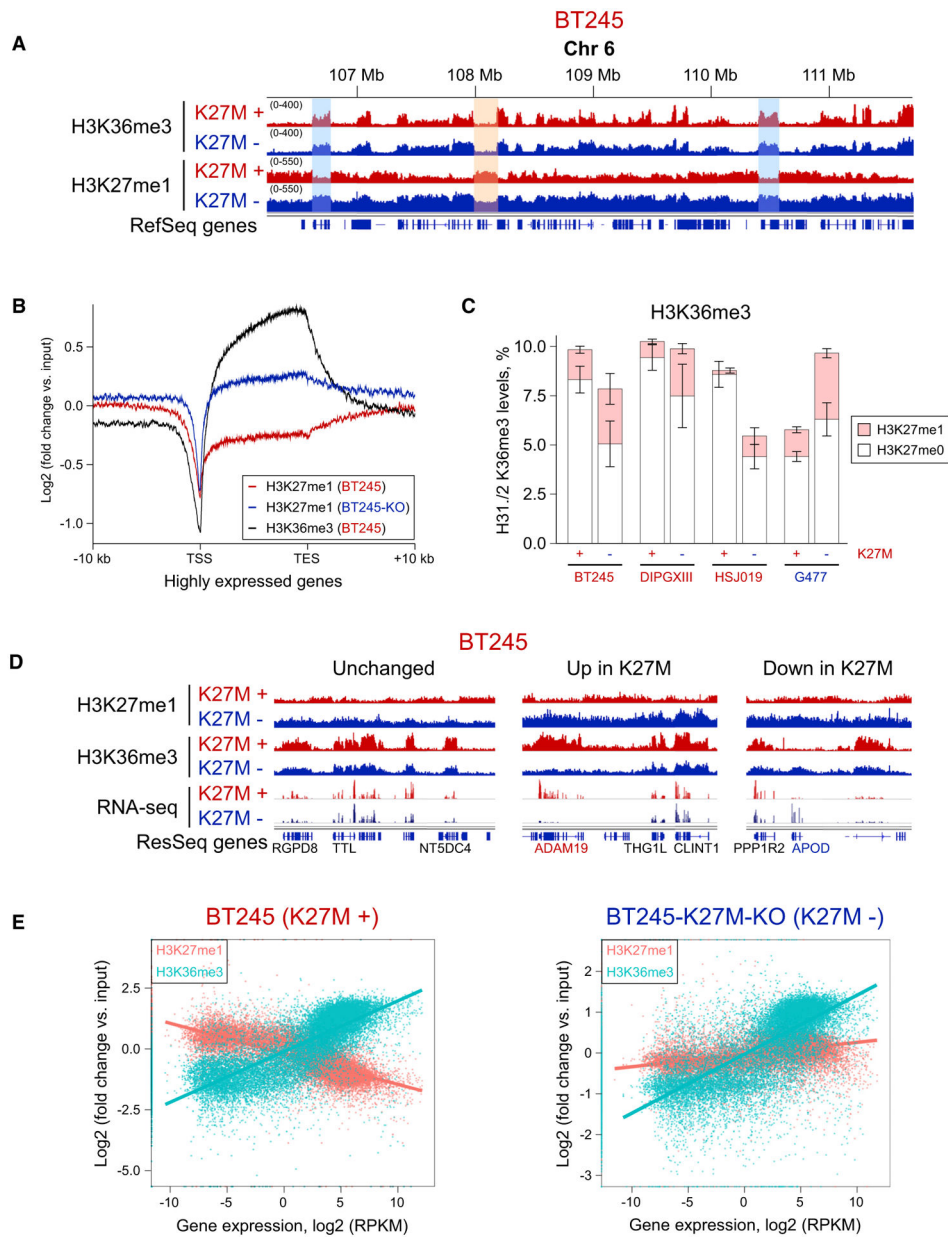 BT245
A
Chr 6
107 Mb 108 Mb 109 Mb 110 Mb 111 Mb
H3K36me3
K27M +
(0-400)
K27M -
(0-400)
H3K27me1
K27M +
(0-550)
K27M -
(0-550)
RefSeq genes
B
Log2 (fold change vs. input)
0.5
0.0
-0.5
-1.0
H3K27me1 (BT245)
H3K27me1 (BT245-KO)
H3K36me3 (BT245)
-10 kb TSS TES +10 kb
Highly expressed genes
C
H3K36me3
H31./2 K36me3 levels, %
10.0
7.5
5.0
2.5
0.0
H3K27me1
H3K27me0
+ - + - + - + - K27M
BT245 DIPGXIII HSJ019 G477
D
BT245
Unchanged Up in K27M Down in K27M
H3K27me1
K27M +
K27M -
H3K36me3
K27M +
K27M -
RNA-seq
K27M +
K27M -
ResSeq genes
RGPD8 TTL NT5DC4 ADAM19 THG1L CLINT1 PPP1R2 APOD
E
BT245 (K27M +)
H3K27me1
H3K36me3
Log2 (fold change vs. input)
2.5
0.0
-2.5
-5.0
-10 -5 0 5 10
Gene expression, log2 (RPKM)
BT245-K27M-KO (K27M -)
H3K27me1
H3K36me3
Log2 (fold change vs. input)
2
1
0
-1
-2
-3
-10 -5 0 5 10
Gene expression, log2 (RPKM)